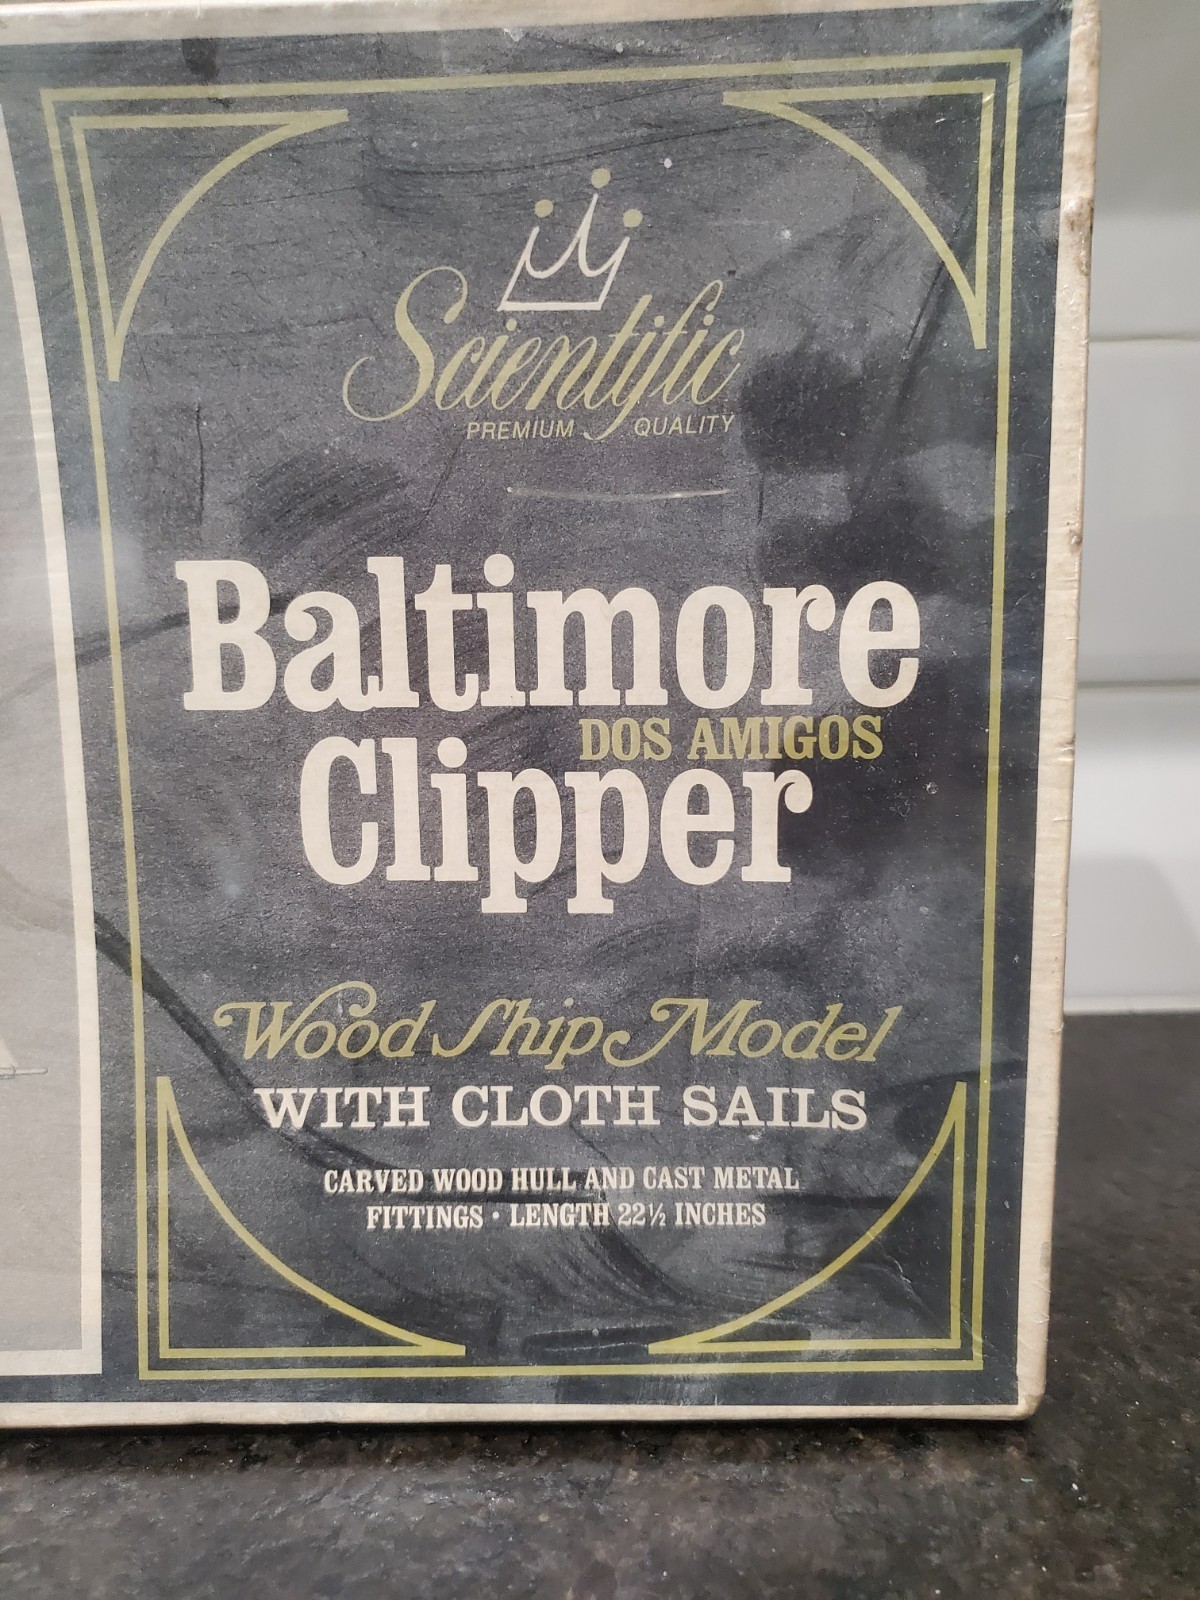 Scientific
PREMIUM QUALITY
Baltimore
DOS AMIGOS
Clipper
Wood Ship Model
WITH CLOTH SAILS
CARVED WOOD HULL AND CAST METAL
FITTINGS · LENGTH 22½ INCHES